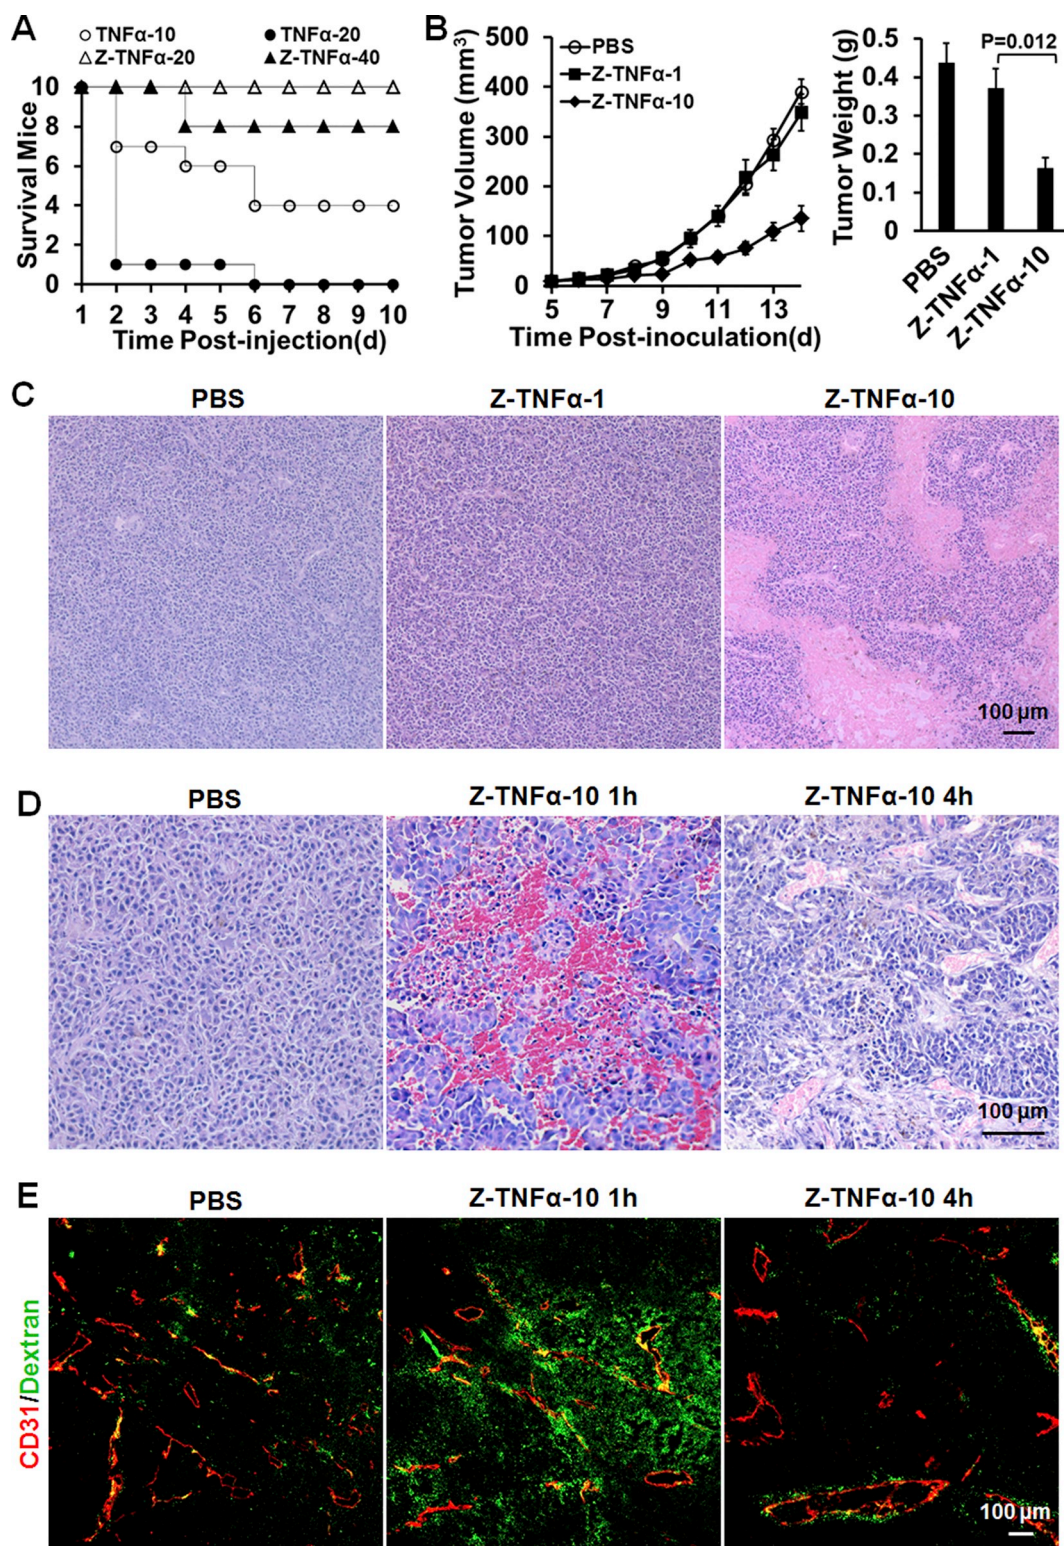 A
TNFα-10 TNFα-20
Z-TNFα-20 Z-TNFα-40
Survival Mice
10
8
6
4
2
0
1 2 3 4 5 6 7 8 9 10
Time Post-injection(d)
B
Tumor Volume (mm³)
500
400
300
200
100
0
PBS
Z-TNFα-1
Z-TNFα-10
5 7 9 11 13
Time Post-inoculation(d)
Tumor Weight (g)
0.5
0.4
0.3
0.2
0.1
0
P=0.012
PBS
Z-TNFα-1
Z-TNFα-10
C
PBS Z-TNFα-1 Z-TNFα-10
100 µm
D
PBS Z-TNFα-10 1h Z-TNFα-10 4h
100 µm
E
PBS Z-TNFα-10 1h Z-TNFα-10 4h
CD31/Dextran
100 µm